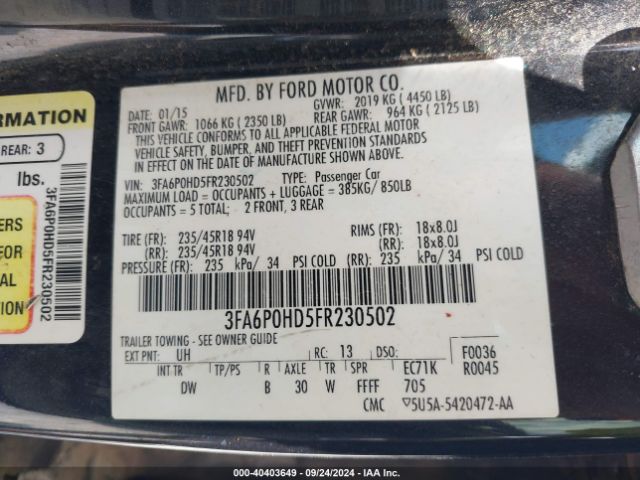 RMATION
REAR: 3
lbs.
ERS
FOR
AL
TION
3FA6P0HD5FR230502
MFD. BY FORD MOTOR CO.
DATE: 01/15 GVWR: 2019 KG ( 4450 LB)
FRONT GAWR: 1066 KG ( 2350 LB) REAR GAWR: 964 KG ( 2125 LB)
THIS VEHICLE CONFORMS TO ALL APPLICABLE FEDERAL MOTOR
VEHICLE SAFETY, BUMPER, AND THEFT PREVENTION STANDARDS
IN EFFECT ON THE DATE OF MANUFACTURE SHOWN ABOVE.
VIN: 3FA6P0HD5FR230502 TYPE: Passenger Car
MAXIMUM LOAD = OCCUPANTS + LUGGAGE = 385KG/ 850LB
OCCUPANTS = 5 TOTAL; 2 FRONT, 3 REAR
TIRE (FR): 235/45R18 94V RIMS (FR): 18x8.0J
(RR): 235/45R18 94V (RR): 18x8.0J
PRESSURE (FR): 235 kPa/ 34 PSI COLD (RR): 235 kPa/ 34 PSI COLD
3FA6P0HD5FR230502
TRAILER TOWING - SEE OWNER GUIDE
EXT PNT: UH RC: 13 DSO: F0036
INT TR TP/PS R AXLE TR SPR EC71K R0045
DW B 30 W FFFF 705
CMC 5U5A-5420472-AA
000-40403649 - 09/24/2024 - IAA Inc.